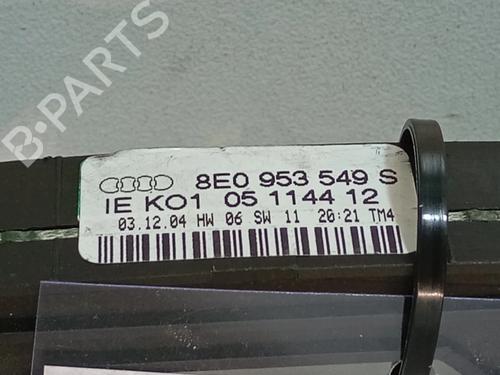 B-PARTS
8E0 953 549 S
IE KO1 05 1144 12
03.12.04 HW 06 SW 11 20:21 TM4